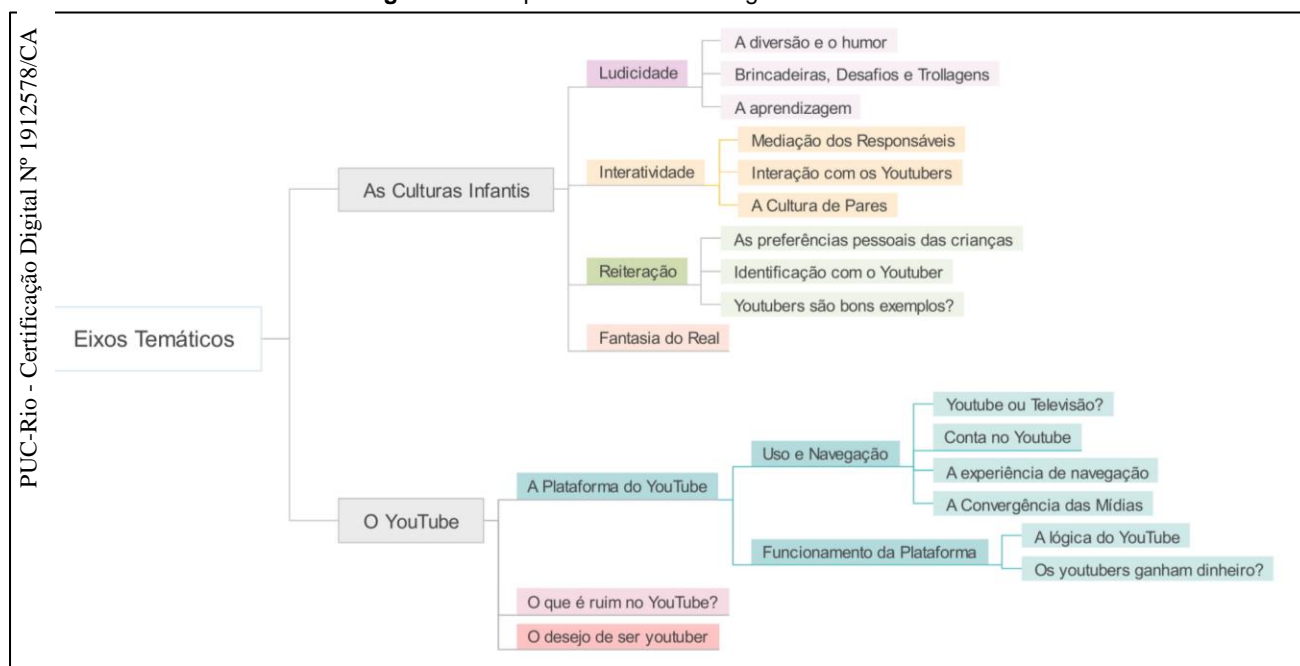 PUC-Rio - Certificação Digital Nº 1912578/CA
Eixos Temáticos
As Culturas Infantis
Ludicidade
A diversão e o humor
Brincadeiras, Desafios e Trollagens
A aprendizagem
Interatividade
Mediação dos Responsáveis
Interação com os Youtubers
A Cultura de Pares
Reiteração
As preferências pessoais das crianças
Identificação com o Youtuber
Youtubers são bons exemplos?
Fantasia do Real
O YouTube
A Plataforma do YouTube
Uso e Navegação
Youtube ou Televisão?
Conta no Youtube
A experiência de navegação
A Convergência das Mídias
Funcionamento da Plataforma
A lógica do YouTube
Os youtubers ganham dinheiro?
O que é ruim no YouTube?
O desejo de ser youtuber